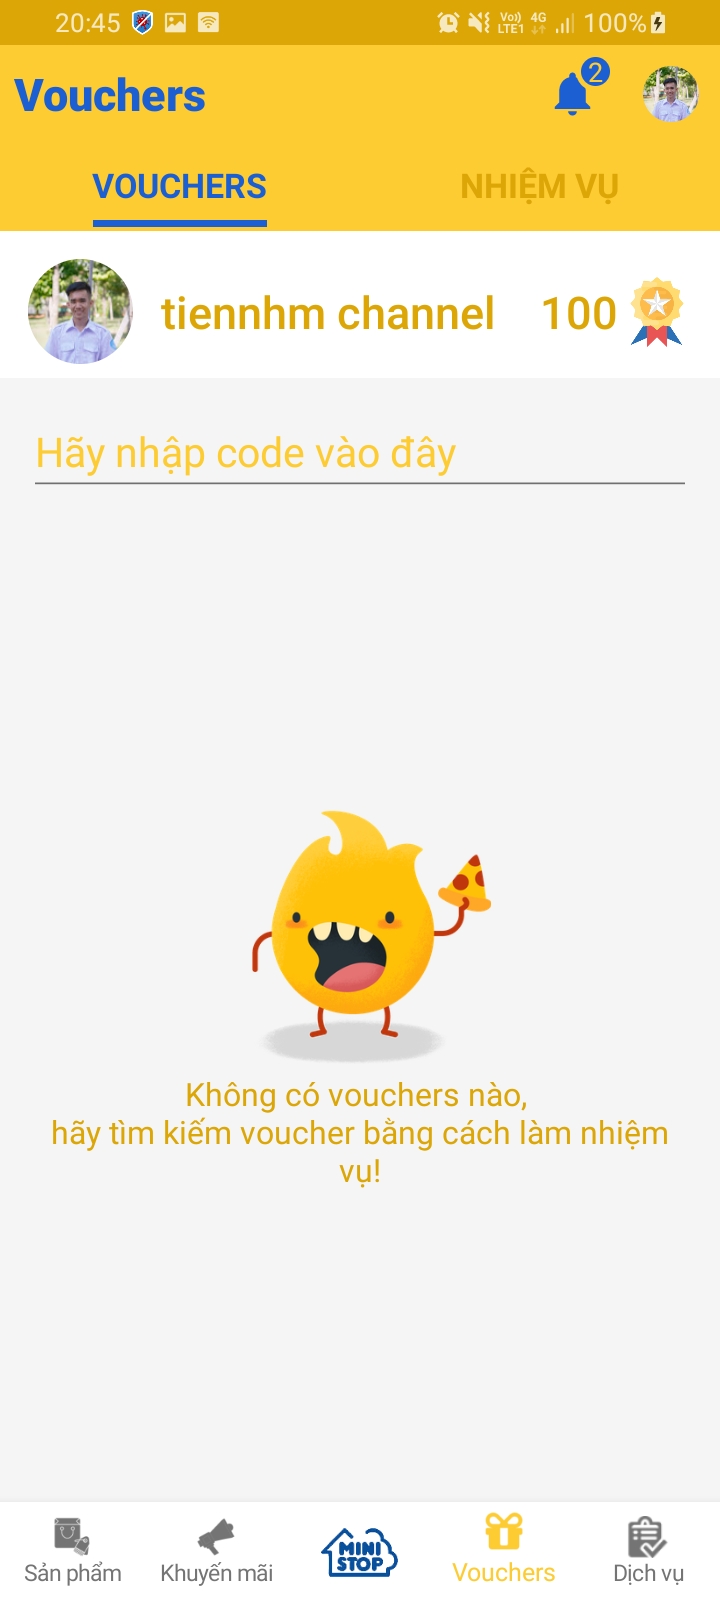 20:45
Vo))
LTE1
4G
100%
Vouchers
2
VOUCHERS
NHIỆM VỤ
tiennhm channel
100
Hãy nhập code vào đây
Không có vouchers nào,
hãy tìm kiếm voucher bằng cách làm nhiệm
vụ!
MINI
STOP
Sản phẩm
Khuyến mãi
Vouchers
Dịch vụ